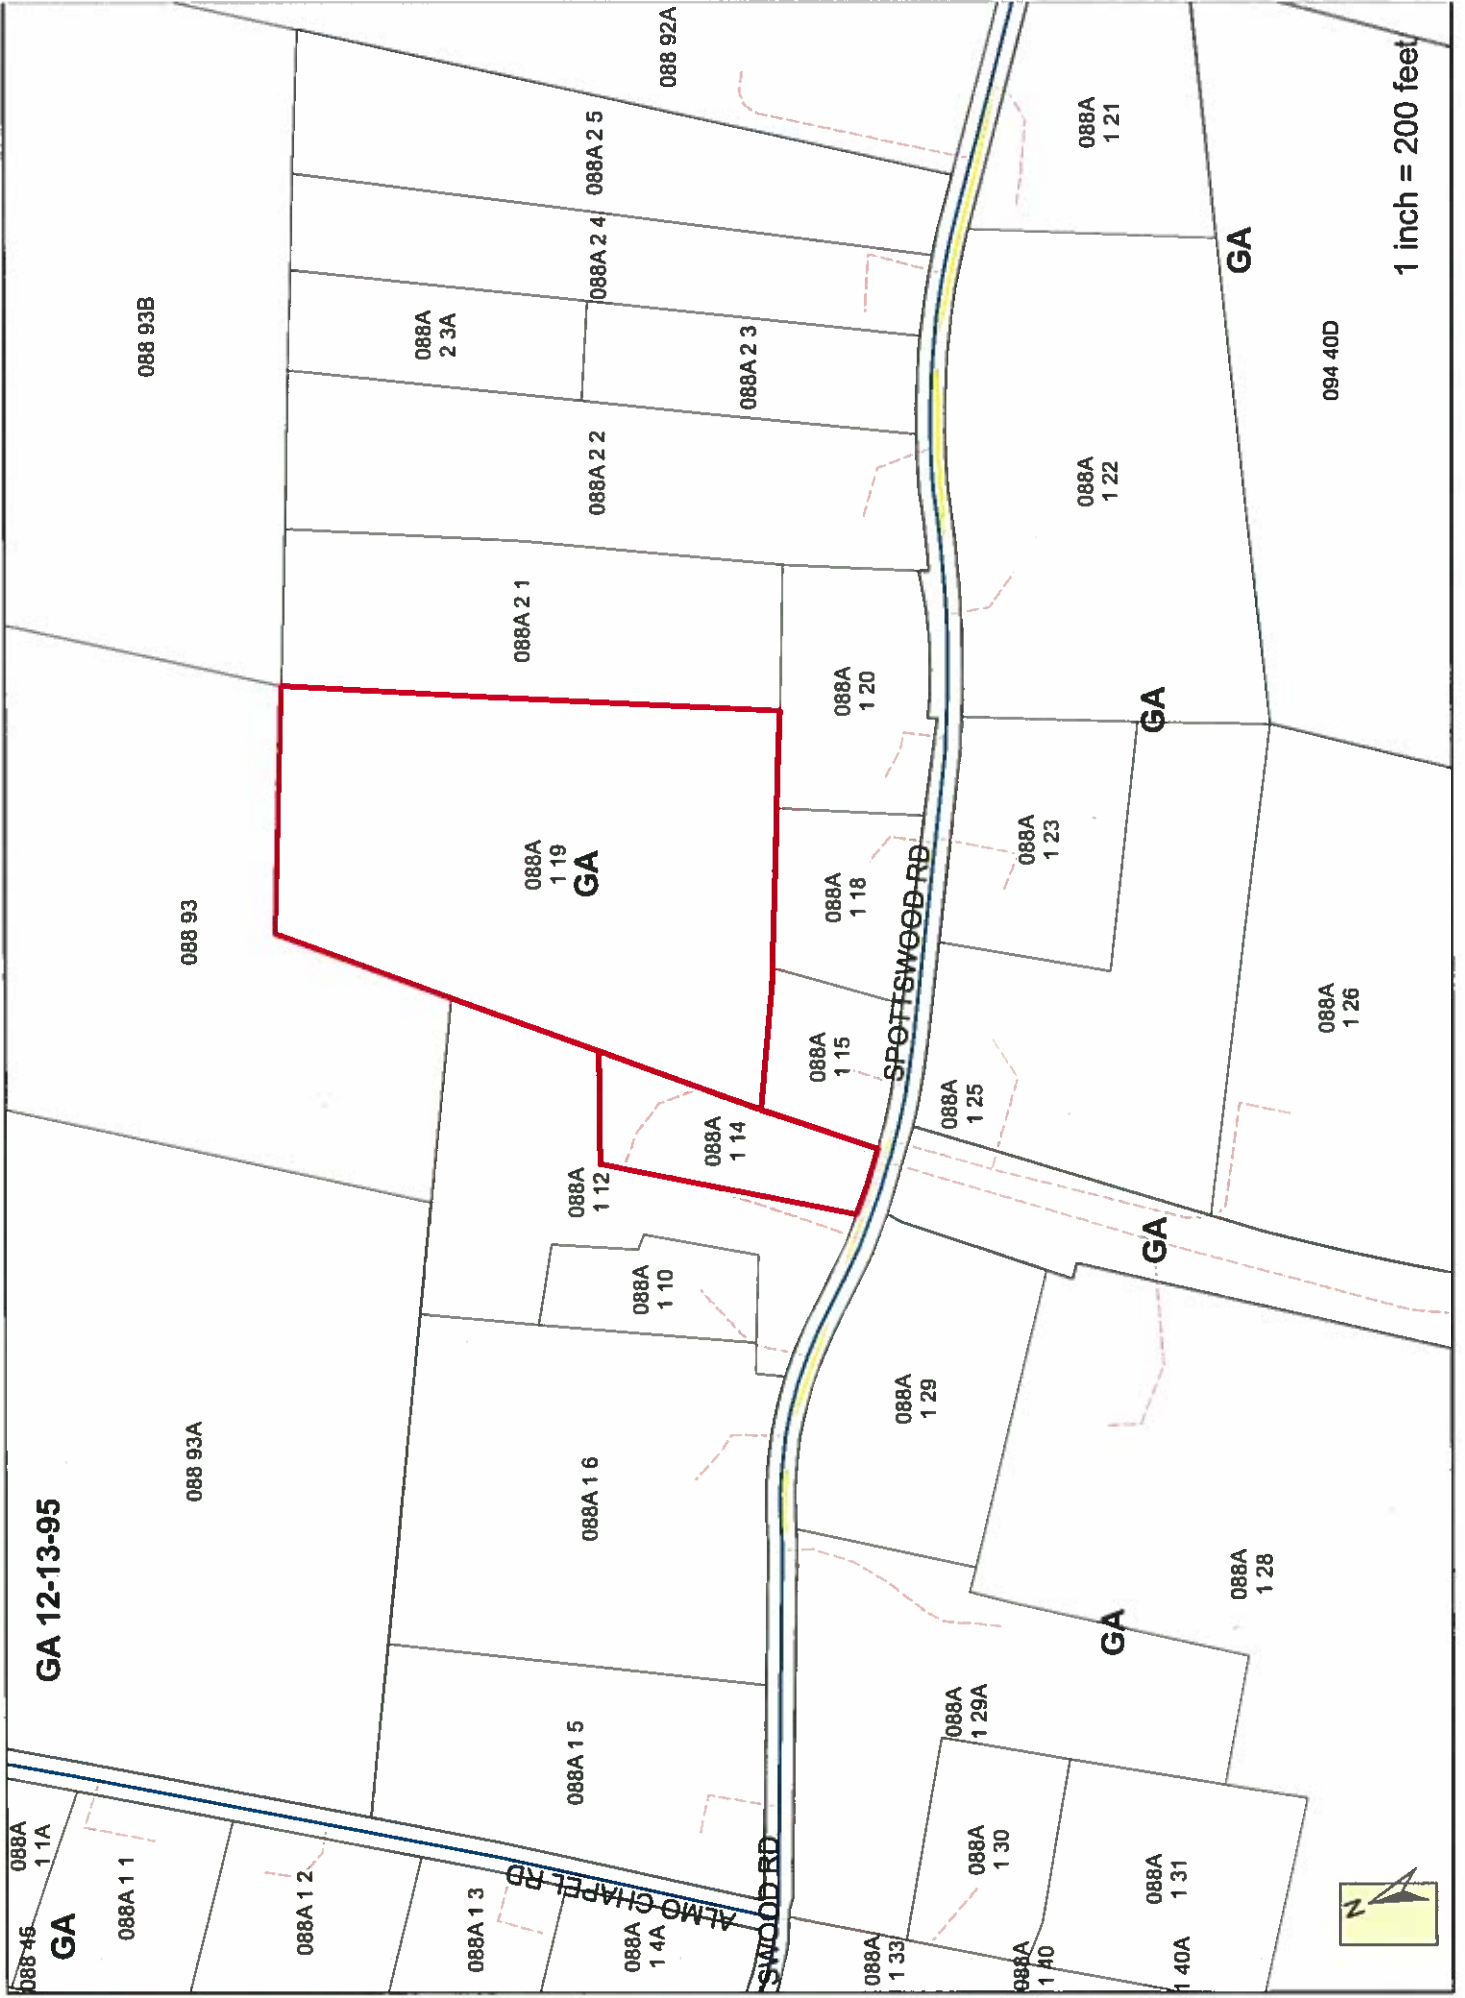 GA 12-13-95
088 93A
088 93
088 93B
088 92A
088A
1 1A
088 46
GA
088A 1 1
088A 1 2
088A 1 3
088A
1 4A
ALMO CHAPEL RD
088A 1 5
088A 1 6
088A
1 10
088A
1 12
088A
1 14
088A
1 19
GA
088A 2 1
088A 2 2
088A
2 3A
088A 2 3
088A 2 4
088A 2 5
088A
1 15
088A
1 18
088A
1 20
SWOOD RD
SPOTTSWOOD RD
088A
1 33
088A
1 40
1 40A
088A
1 30
088A
1 31
088A
1 29A
GA
088A
1 28
088A
1 29
GA
088A
1 25
088A
1 26
088A
1 23
GA
088A
1 22
088A
1 21
GA
094 40D
N
1 inch = 200 feet